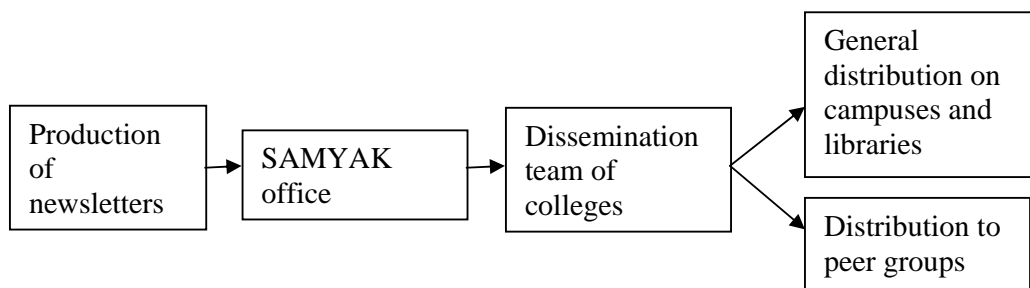 Production
of
newsletters
SAMYAK
office
Dissemination
team of
colleges
General
distribution on
campuses and
libraries
Distribution to
peer groups